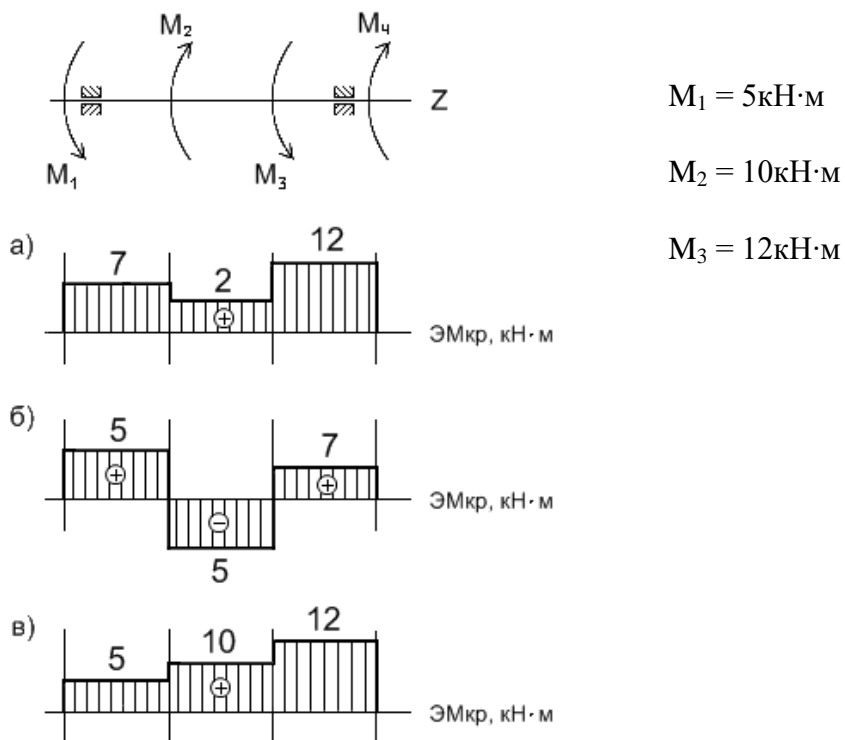 M₂ M₄
Z
M₁ M₃
M₁ = 5кН·м
M₂ = 10кН·м
M₃ = 12кН·м
а)
7 2 12
+
ЭМкр, кН·м
б)
5 7
+ − +
5
ЭМкр, кН·м
в)
5 10 12
+
ЭМкр, кН·м